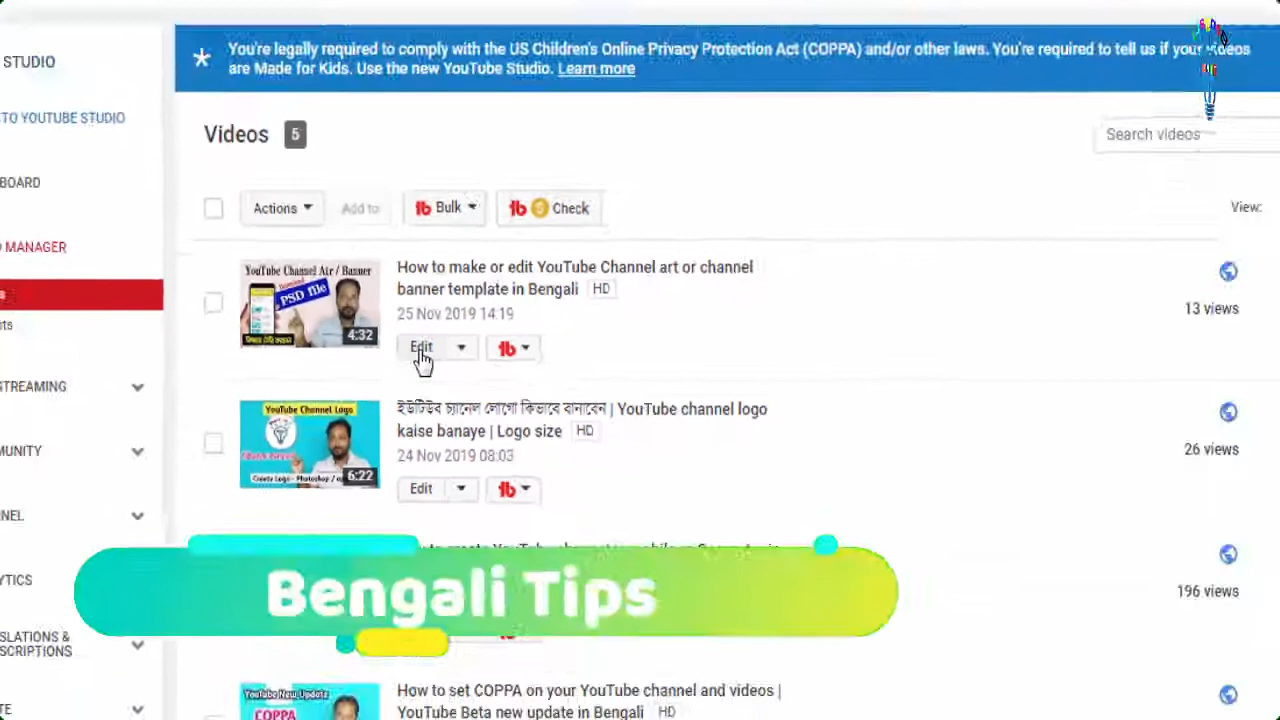 STUDIO
TO YOUTUBE STUDIO
BOARD
MANAGER
STREAMING
You're legally required to comply with the US Children's Online Privacy Protection Act (COPPA) and/or other laws. You're required to tell us if your videos
are Made for Kids. Use the new YouTube Studio. Learn more
Videos 5
Search videos
Actions Add to Bulk Check
View:
YouTube Channel Atr / Banner
PSD file
4:32
How to make or edit YouTube Channel art or channel
banner template in Bengali HD
25 Nov 2019 14:19
13 views
Edit
YouTube Channel Logo
6:22
ইউটিউব চ্যানেল লোগো কিভাবে বানাবেন | YouTube channel logo
kaise banaye | Logo size HD
24 Nov 2019 08:03
26 views
Edit
Bengali Tips
196 views
YouTube New Update
COPPA
How to set COPPA on your YouTube channel and videos |
YouTube Beta new update in Bengali HD